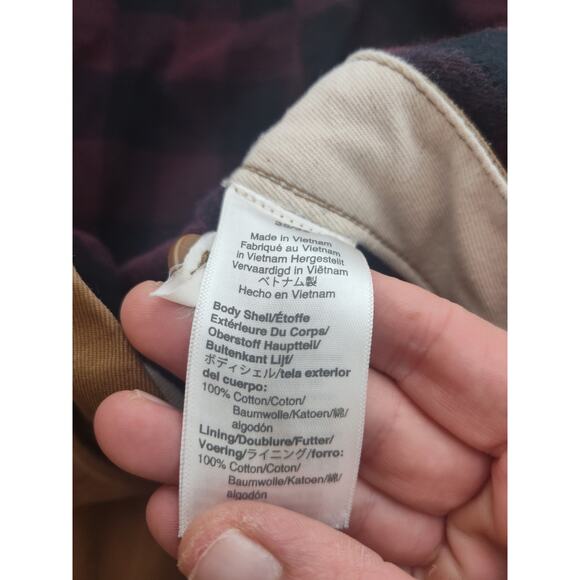 Made in Vietnam
Fabriqué au Vietnam
in Vietnam Hergestellt
Vervaardigd in Viëtnam
ベトナム製
Hecho en Vietnam
Body Shell/Étoffe
Extérieure Du Corps/
Oberstoff Hauptteil/
Buitenkant Lijf/
ボディシェル/tela exterior
del cuerpo:
100% Cotton/Coton/
Baumwolle/Katoen/綿/
algodón
Lining/Doublure/Futter/
Voering/ライニング/forro:
100% Cotton/Coton/
Baumwolle/Katoen/綿/
algodón